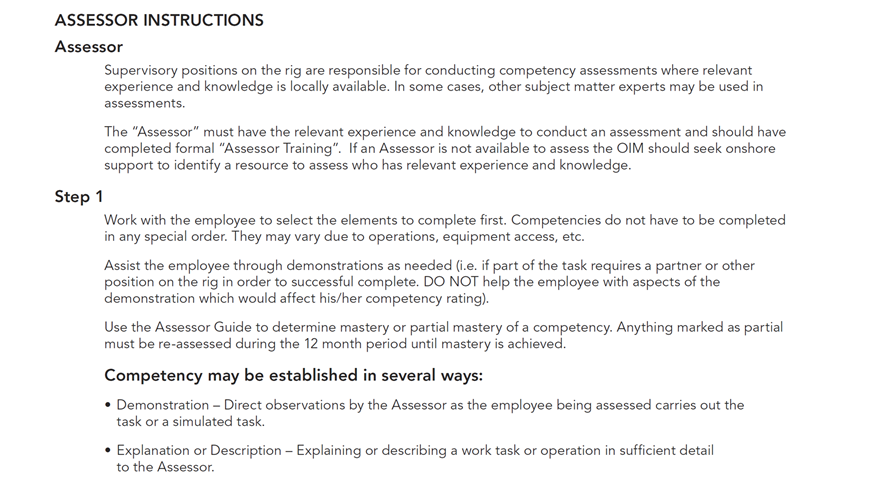 ASSESSOR INSTRUCTIONS
Assessor
Supervisory positions on the rig are responsible for conducting competency assessments where relevant
experience and knowledge is locally available. In some cases, other subject matter experts may be used in
assessments.
The “Assessor” must have the relevant experience and knowledge to conduct an assessment and should have
completed formal “Assessor Training”.  If an Assessor is not available to assess the OIM should seek onshore
support to identify a resource to assess who has relevant experience and knowledge.
Step 1
Work with the employee to select the elements to complete first. Competencies do not have to be completed
in any special order. They may vary due to operations, equipment access, etc.
Assist the employee through demonstrations as needed (i.e. if part of the task requires a partner or other
position on the rig in order to successful complete. DO NOT help the employee with aspects of the
demonstration which would affect his/her competency rating).
Use the Assessor Guide to determine mastery or partial mastery of a competency. Anything marked as partial
must be re-assessed during the 12 month period until mastery is achieved.
Competency may be established in several ways:
• Demonstration – Direct observations by the Assessor as the employee being assessed carries out the
task or a simulated task.
• Explanation or Description – Explaining or describing a work task or operation in sufficient detail
to the Assessor.